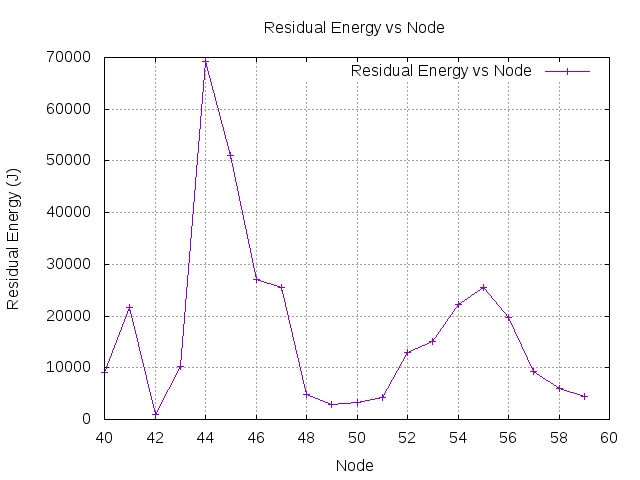 Residual Energy vs Node
Residual Energy vs Node
Residual Energy (J)
70000
60000
50000
40000
30000
20000
10000
0
40 42 44 46 48 50 52 54 56 58 60
Node